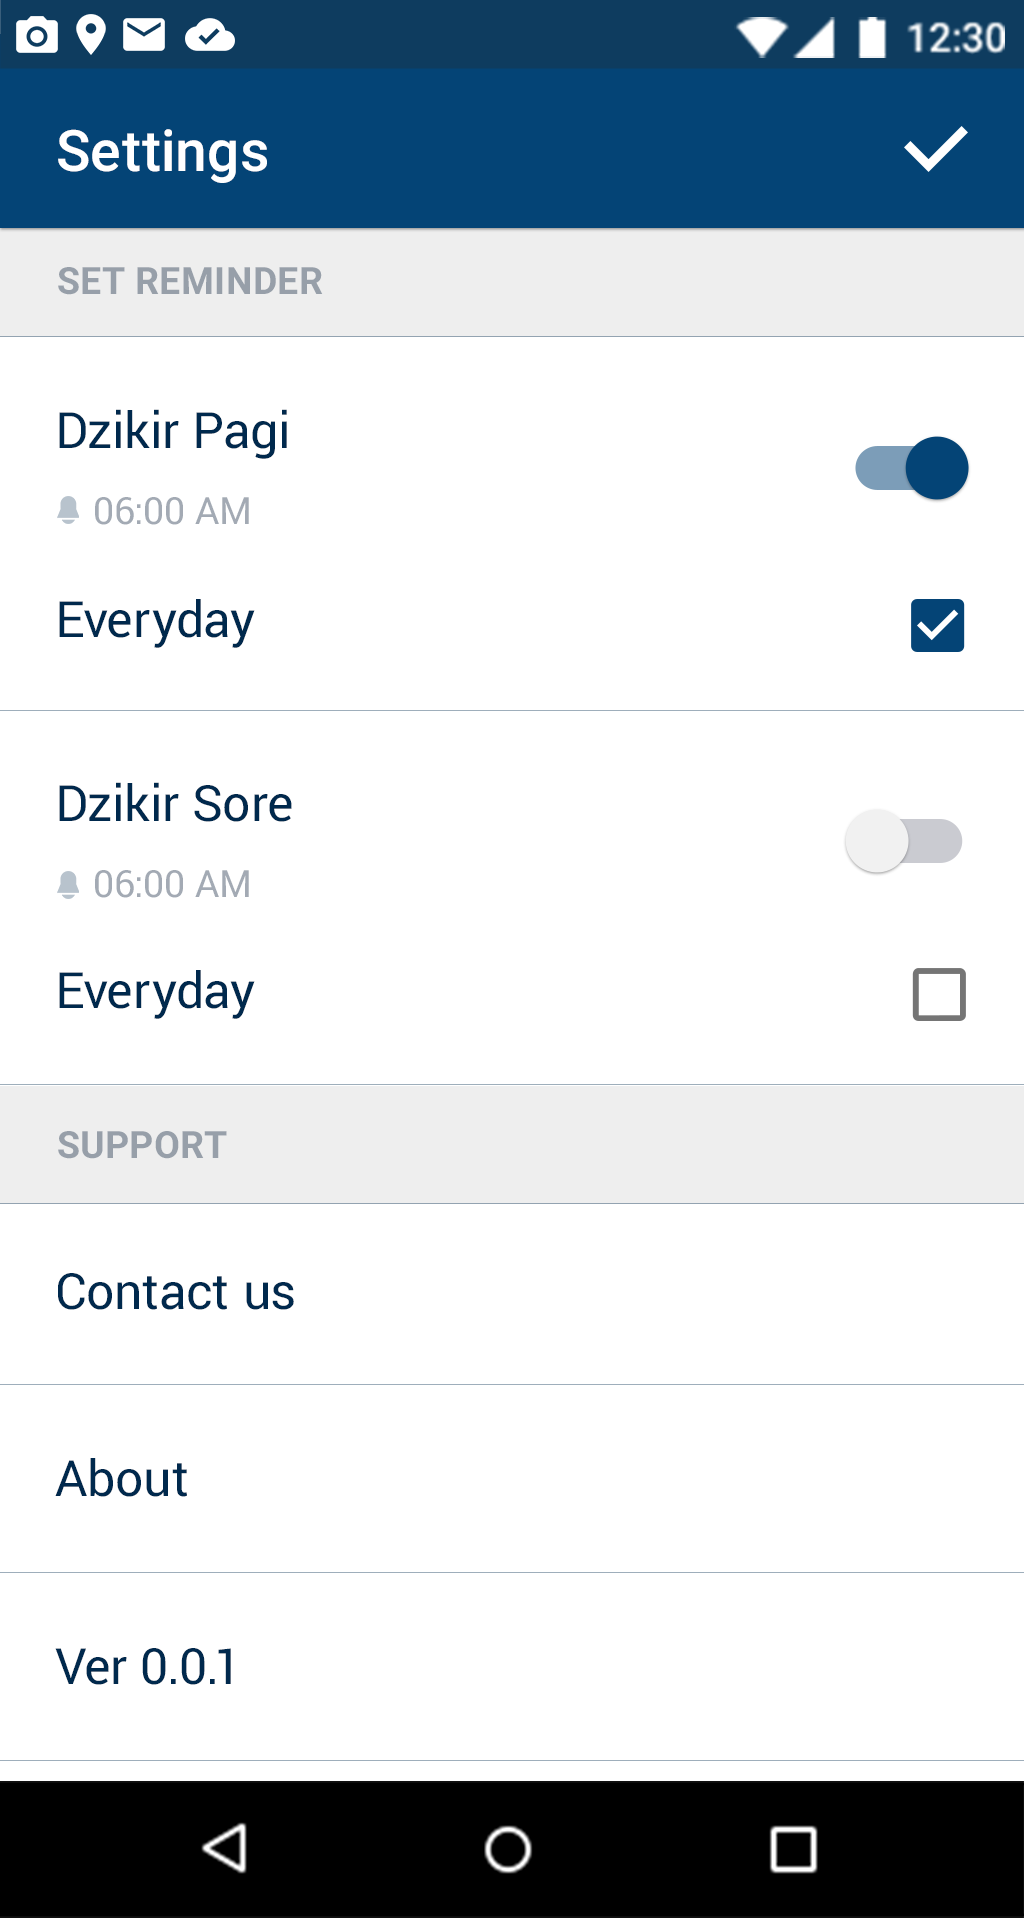 12:30
Settings
SET REMINDER
Dzikir Pagi
06:00 AM
Everyday
Dzikir Sore
06:00 AM
Everyday
SUPPORT
Contact us
About
Ver 0.0.1